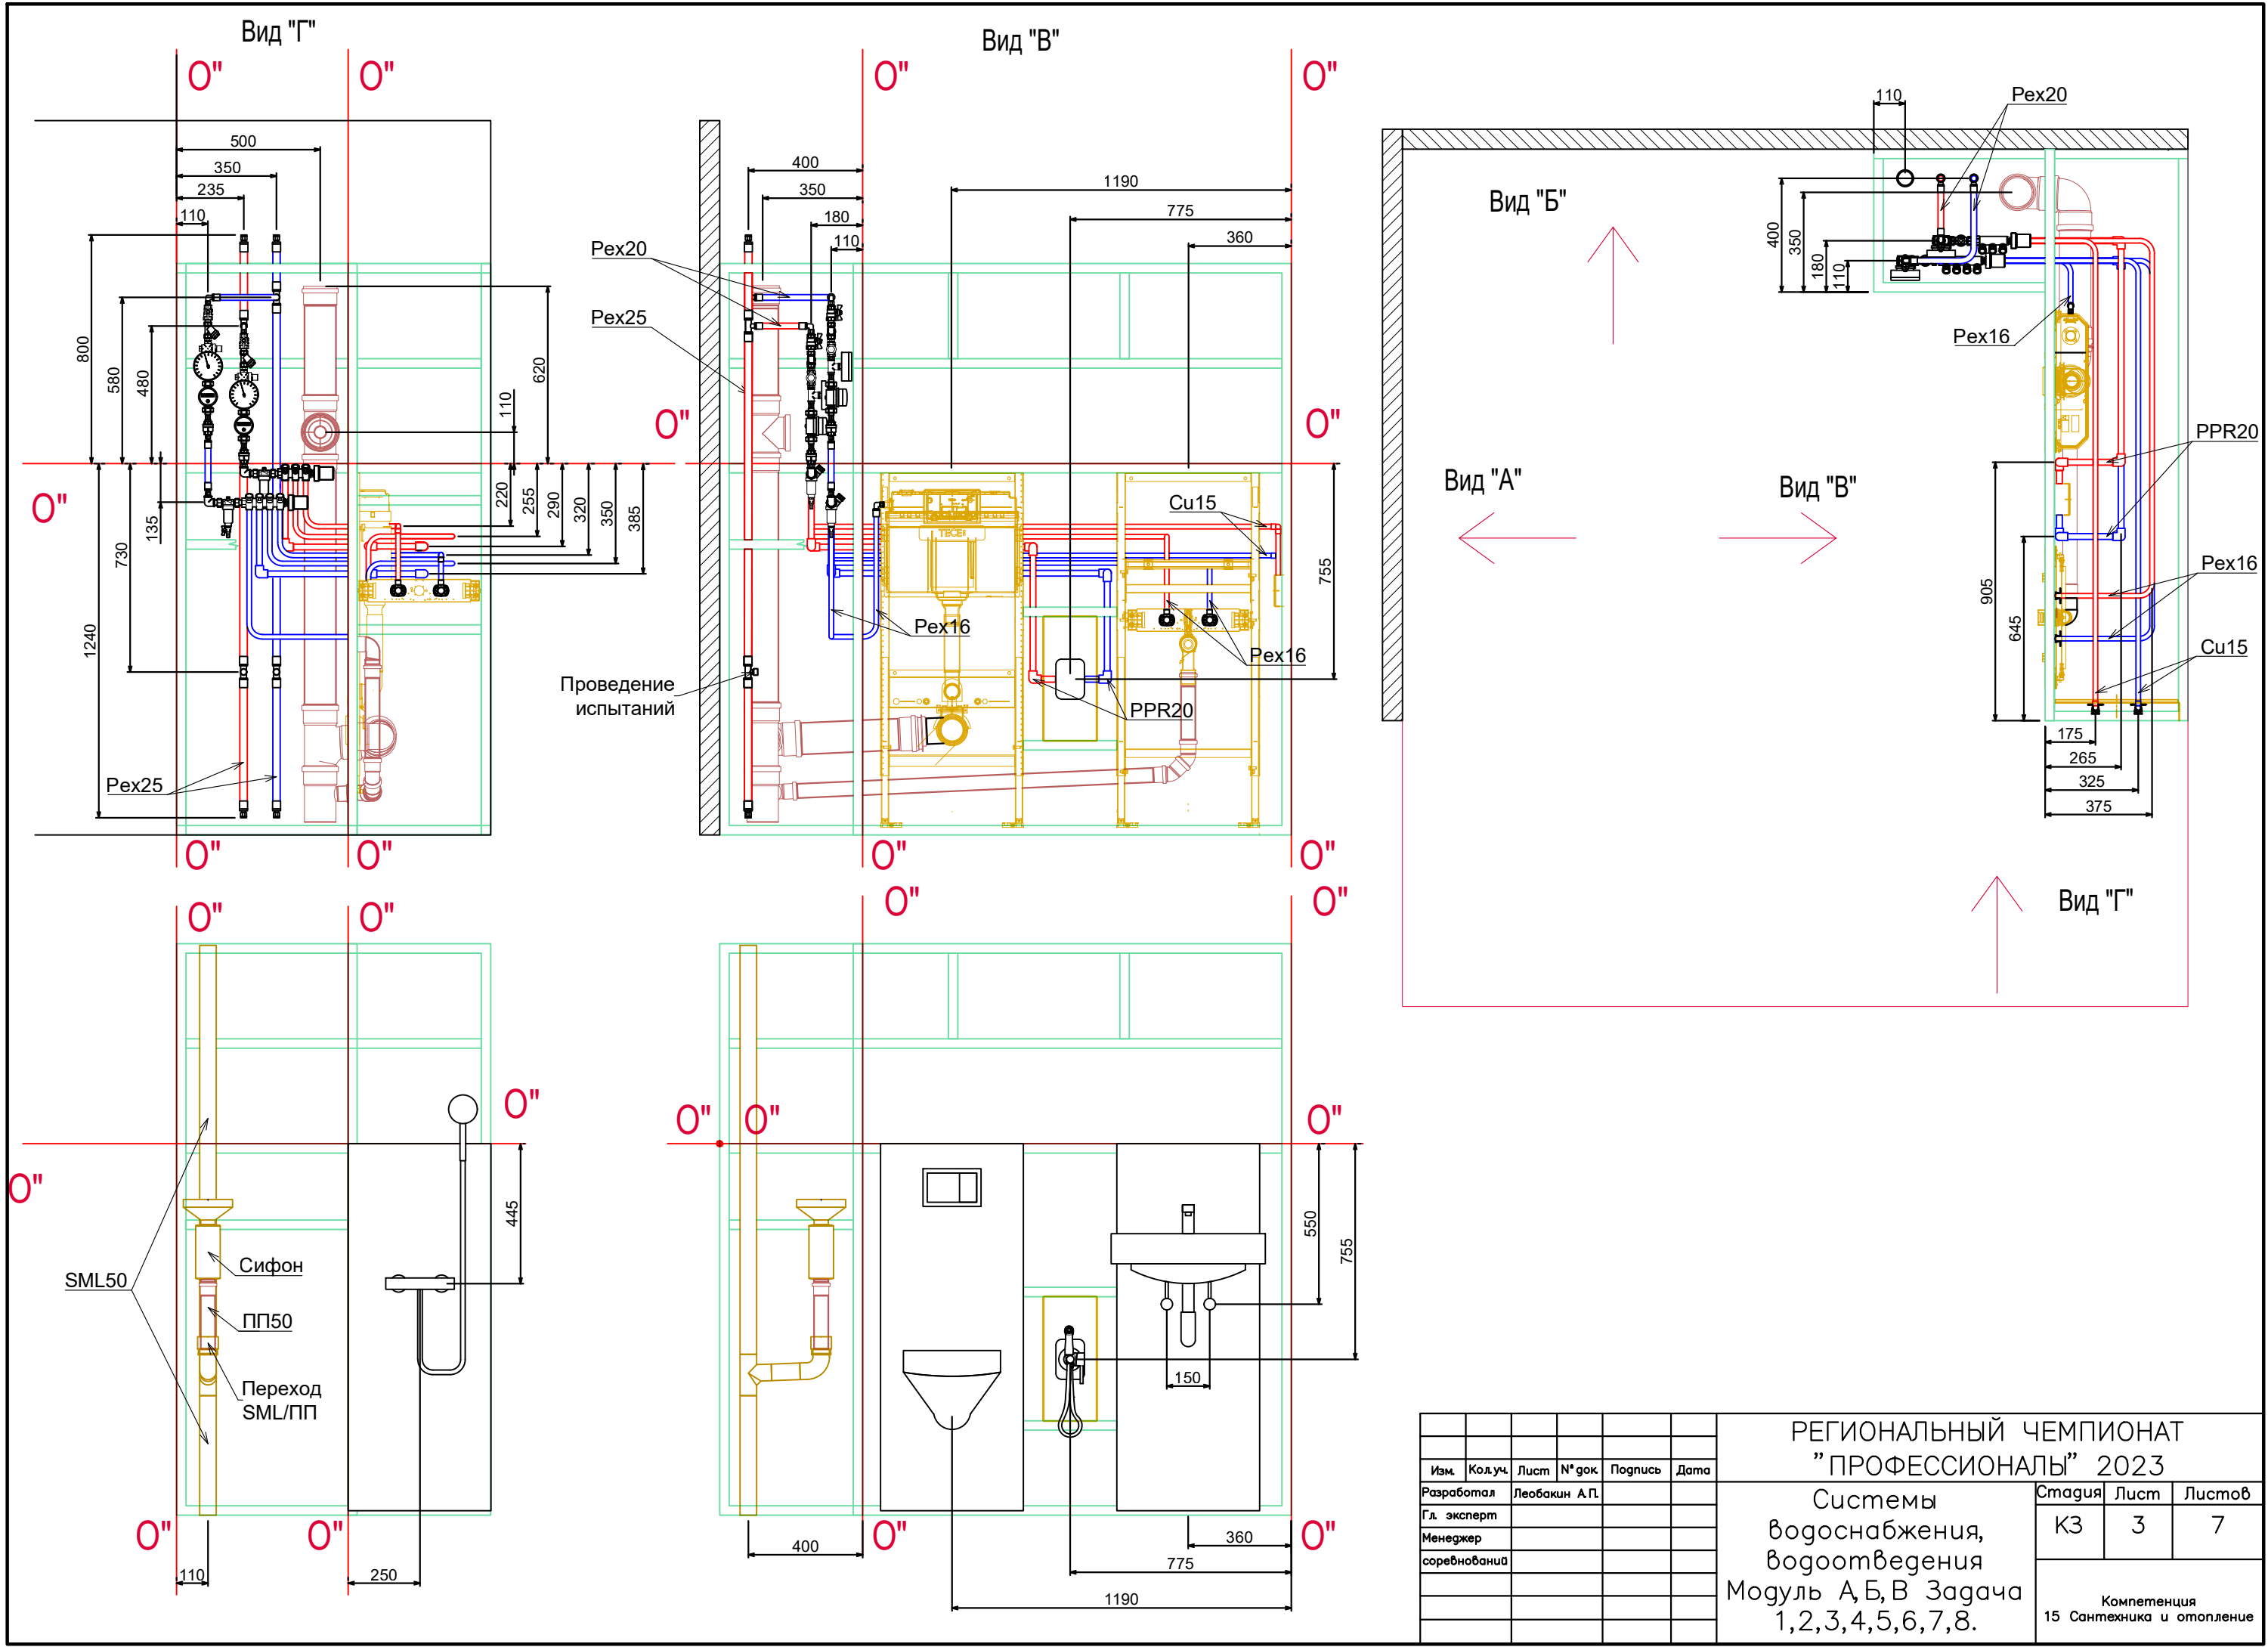 Вид "Г"
О" О"
500
350
235
110
800
580
480
620
110
О"
135
730
1240
220
255
290
320
350
385
Pex25
О" О"
Вид "В"
О" О"
400
350
180
110
1190
775
360
Pex20
Pex25
О" О"
TECE
Cu15
755
Pex16
Pex16
PPR20
Проведение
испытаний
О" О"
110
Pex20
Вид "Б"
400
350
180
110
Pex16
Вид "А"
Вид "В"
PPR20
Pex16
Cu15
905
645
175
265
325
375
Вид "Г"
О" О"
О"
О"
445
SML50
Сифон
ПП50
Переход
SML/ПП
О" О"
110
250
О" О"
О" О" О"
550
755
150
О" О"
400
360
775
1190
РЕГИОНАЛЬНЫЙ ЧЕМПИОНАТ
"ПРОФЕССИОНАЛЫ" 2023
Изм. Кол.уч. Лист N° док. Подпись Дата
Разработал Леобакин А.П.
Гл. эксперт
Менеджер
соревнований
Системы
водоснабжения,
водоотведения
Модуль А,Б,В Задача
1,2,3,4,5,6,7,8.
Стадия Лист Листов
КЗ 3 7
Компетенция
15 Сантехника и отопление